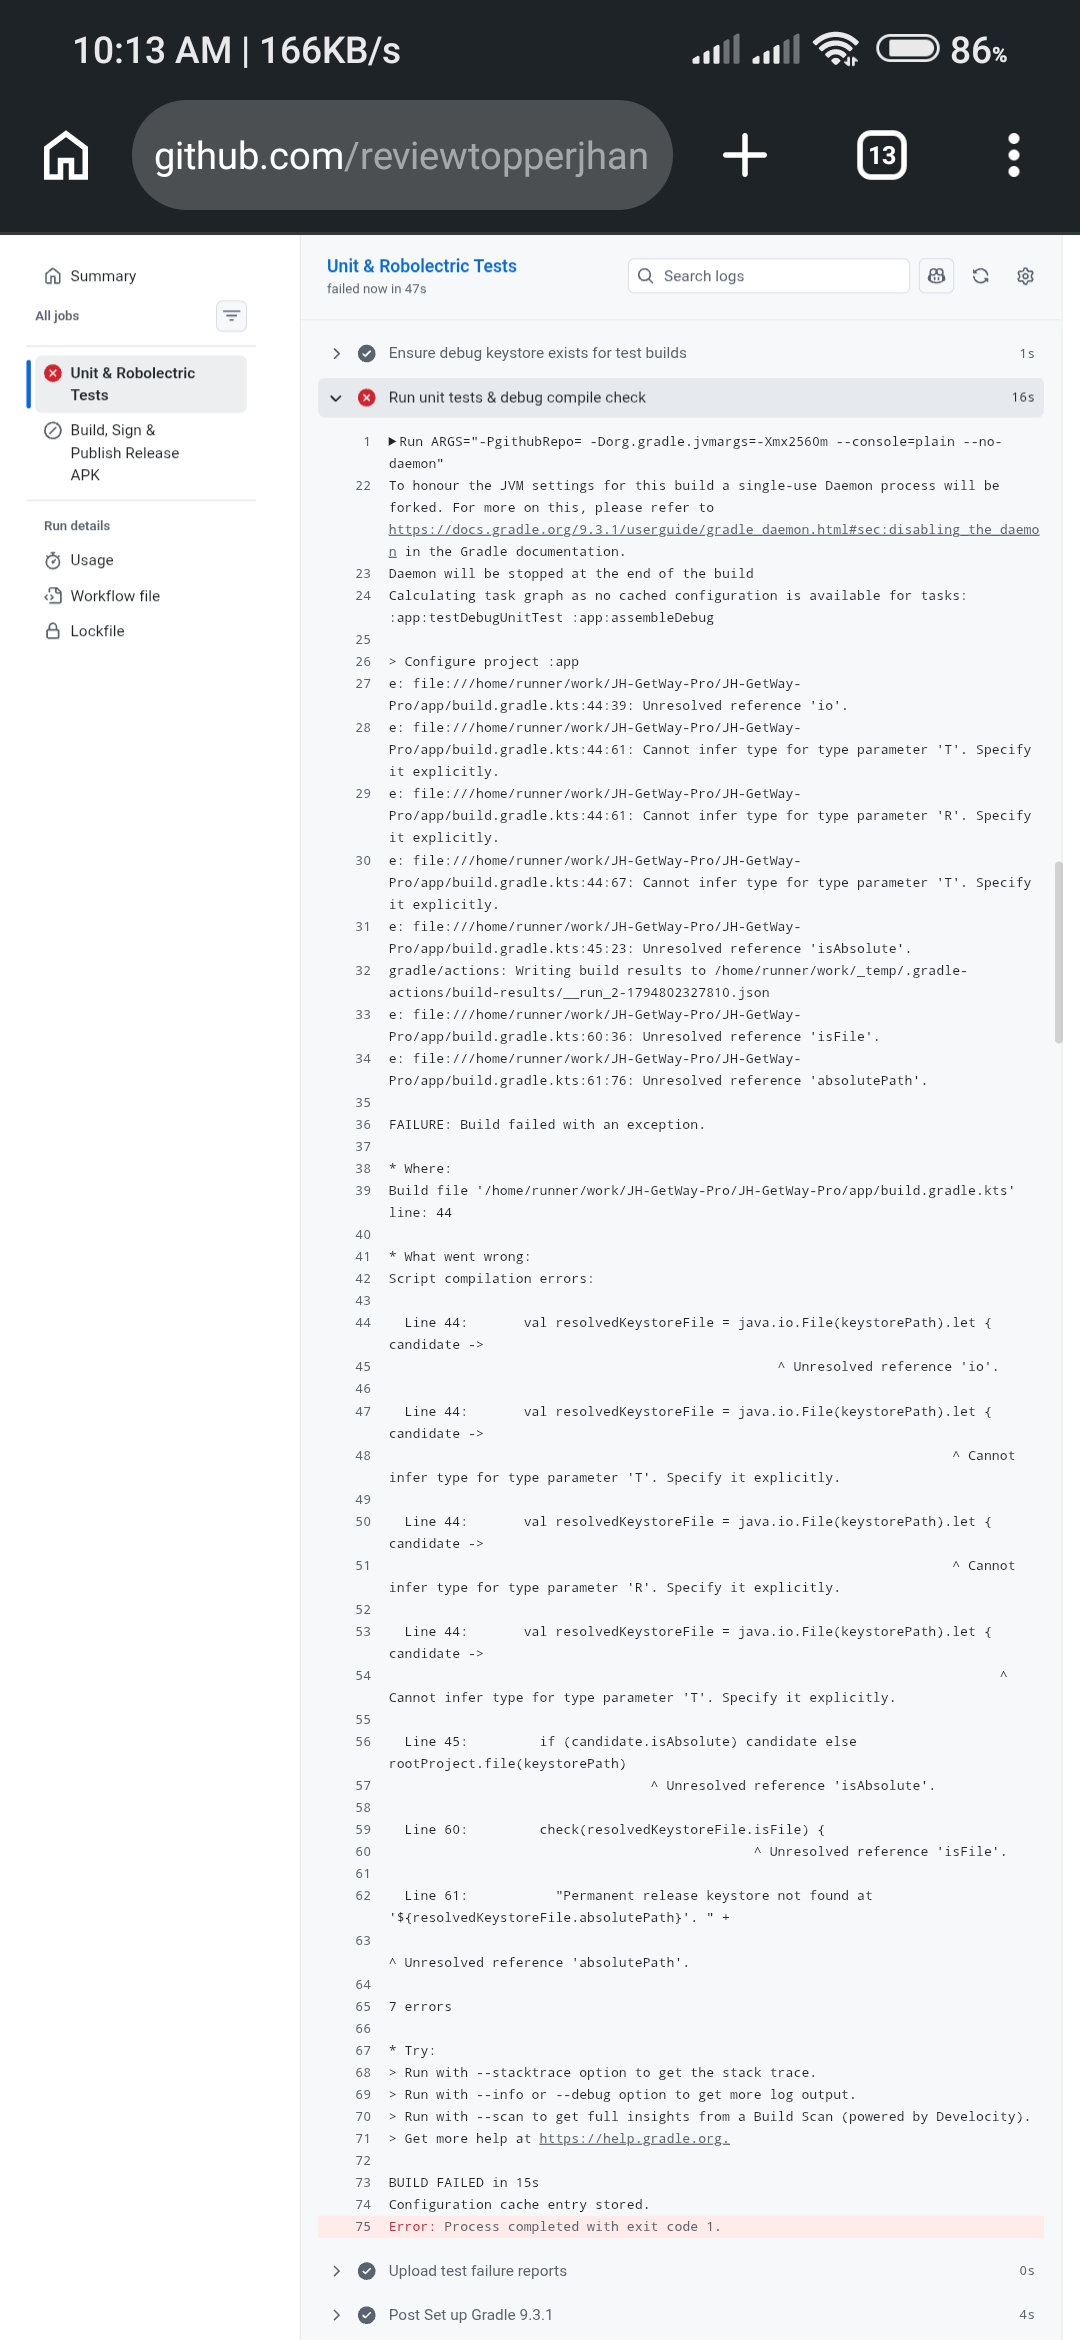 10:13 AM | 166KB/s
86%
github.com/reviewtopperjhan
13
Summary
All jobs
Unit & Robolectric
Tests
Build, Sign &
Publish Release
APK
Run details
Usage
Workflow file
Lockfile
Unit & Robolectric Tests
failed now in 47s
Search logs
Ensure debug keystore exists for test builds 1s
Run unit tests & debug compile check 16s
1 ▶Run ARGS="-PgithubRepo= -Dorg.gradle.jvmargs=-Xmx2560m --console=plain --no-
daemon"
22 To honour the JVM settings for this build a single-use Daemon process will be
forked. For more on this, please refer to
https://docs.gradle.org/9.3.1/userguide/gradle_daemon.html#sec:disabling_the_daemo
n in the Gradle documentation.
23 Daemon will be stopped at the end of the build
24 Calculating task graph as no cached configuration is available for tasks:
:app:testDebugUnitTest :app:assembleDebug
25
26 > Configure project :app
27 e: file:///home/runner/work/JH-GetWay-Pro/JH-GetWay-
Pro/app/build.gradle.kts:44:39: Unresolved reference 'io'.
28 e: file:///home/runner/work/JH-GetWay-Pro/JH-GetWay-
Pro/app/build.gradle.kts:44:61: Cannot infer type for type parameter 'T'. Specify
it explicitly.
29 e: file:///home/runner/work/JH-GetWay-Pro/JH-GetWay-
Pro/app/build.gradle.kts:44:61: Cannot infer type for type parameter 'R'. Specify
it explicitly.
30 e: file:///home/runner/work/JH-GetWay-Pro/JH-GetWay-
Pro/app/build.gradle.kts:44:67: Cannot infer type for type parameter 'T'. Specify
it explicitly.
31 e: file:///home/runner/work/JH-GetWay-Pro/JH-GetWay-
Pro/app/build.gradle.kts:45:23: Unresolved reference 'isAbsolute'.
32 gradle/actions: Writing build results to /home/runner/work/_temp/.gradle-
actions/build-results/__run_2-1794802327810.json
33 e: file:///home/runner/work/JH-GetWay-Pro/JH-GetWay-
Pro/app/build.gradle.kts:60:36: Unresolved reference 'isFile'.
34 e: file:///home/runner/work/JH-GetWay-Pro/JH-GetWay-
Pro/app/build.gradle.kts:61:76: Unresolved reference 'absolutePath'.
35
36 FAILURE: Build failed with an exception.
37
38 * Where:
39 Build file '/home/runner/work/JH-GetWay-Pro/JH-GetWay-Pro/app/build.gradle.kts'
line: 44
40
41 * What went wrong:
42 Script compilation errors:
43
44 Line 44: val resolvedKeystoreFile = java.io.File(keystorePath).let {
candidate ->
45 ^ Unresolved reference 'io'.
46
47 Line 44: val resolvedKeystoreFile = java.io.File(keystorePath).let {
candidate ->
48 ^ Cannot
infer type for type parameter 'T'. Specify it explicitly.
49
50 Line 44: val resolvedKeystoreFile = java.io.File(keystorePath).let {
candidate ->
51 ^ Cannot
infer type for type parameter 'R'. Specify it explicitly.
52
53 Line 44: val resolvedKeystoreFile = java.io.File(keystorePath).let {
candidate ->
54 ^
Cannot infer type for type parameter 'T'. Specify it explicitly.
55
56 Line 45: if (candidate.isAbsolute) candidate else
rootProject.file(keystorePath)
57 ^ Unresolved reference 'isAbsolute'.
58
59 Line 60: check(resolvedKeystoreFile.isFile) {
60 ^ Unresolved reference 'isFile'.
61
62 Line 61: "Permanent release keystore not found at
'${resolvedKeystoreFile.absolutePath}'. " +
63
^ Unresolved reference 'absolutePath'.
64
65 7 errors
66
67 * Try:
68 > Run with --stacktrace option to get the stack trace.
69 > Run with --info or --debug option to get more log output.
70 > Run with --scan to get full insights from a Build Scan (powered by Develocity).
71 > Get more help at https://help.gradle.org.
72
73 BUILD FAILED in 15s
74 Configuration cache entry stored.
75 Error: Process completed with exit code 1.
Upload test failure reports 0s
Post Set up Gradle 9.3.1 4s